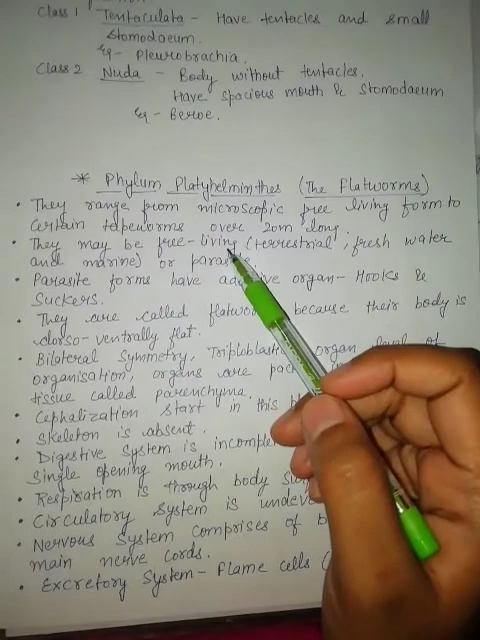 Class 1 Tentaculata - Have tentacles and small
stomodaeum.
Eg - Pleurobrachia.
Class 2 Nuda - Body without tentacles.
Have spacious mouth & Stomodaeum
Eg - Beroe.
* Phylum Platyhelminthes (The Flatworms)
• They range from microscopic free living form to
certain tapeworms over 20m long.
• They may be free-living (terrestrial, fresh water
and marine) or
• Parasite forms have organ - Hooks &
Suckers.
• They are called because their body is
dorso-ventrally flat.
• Bilateral Symmetry, organ level of
organisation, organs are
tissue called parenchyma.
• Cephalization start in this
• Skeleton is absent.
• Digestive System is
Single opening mouth.
• Respiration is through body
• Circulatory System is
• Nervous System comprises of
main nerve cords.
• Excretory System - Flame cells (